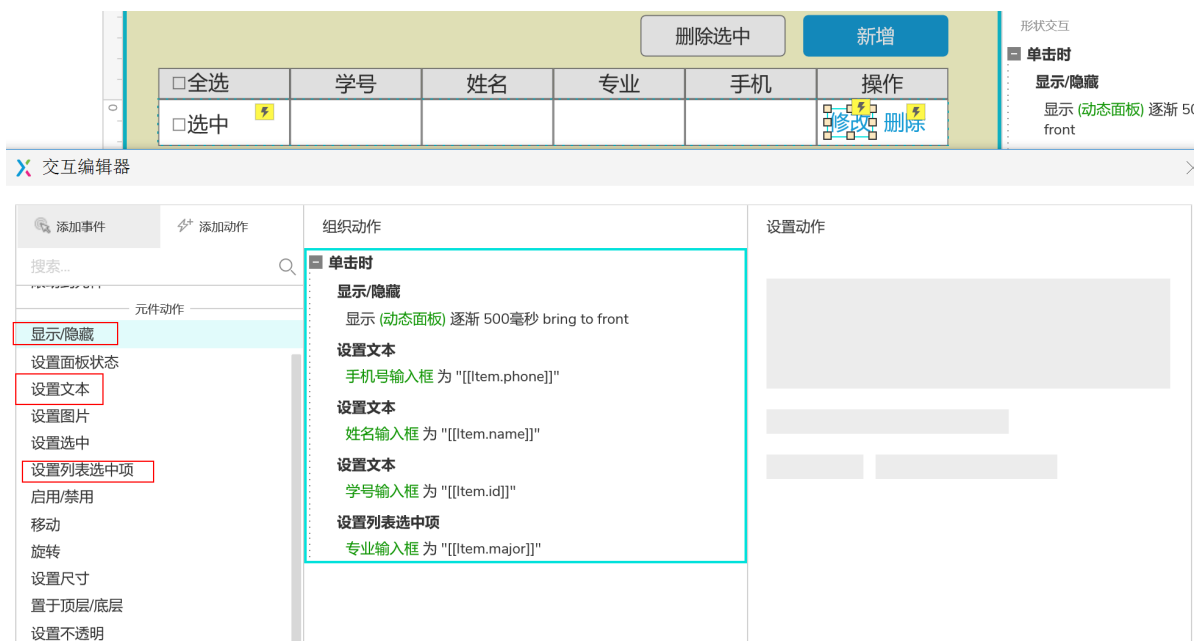 删除选中 新增
形状交互
单击时
显示/隐藏
显示 (动态面板) 逐渐 50
front
全选 学号 姓名 专业 手机 操作
选中 修改 删除
交互编辑器
添加事件 添加动作 组织动作 设置动作
搜索...
元件动作
显示/隐藏
设置面板状态
设置文本
设置图片
设置选中
设置列表选中项
启用/禁用
移动
旋转
设置尺寸
置于顶层/底层
设置不透明
单击时
显示/隐藏
显示 (动态面板) 逐渐 500毫秒 bring to front
设置文本
手机号输入框 为 "[[Item.phone]]"
设置文本
姓名输入框 为 "[[Item.name]]"
设置文本
学号输入框 为 "[[Item.id]]"
设置列表选中项
专业输入框 为 "[[Item.major]]"